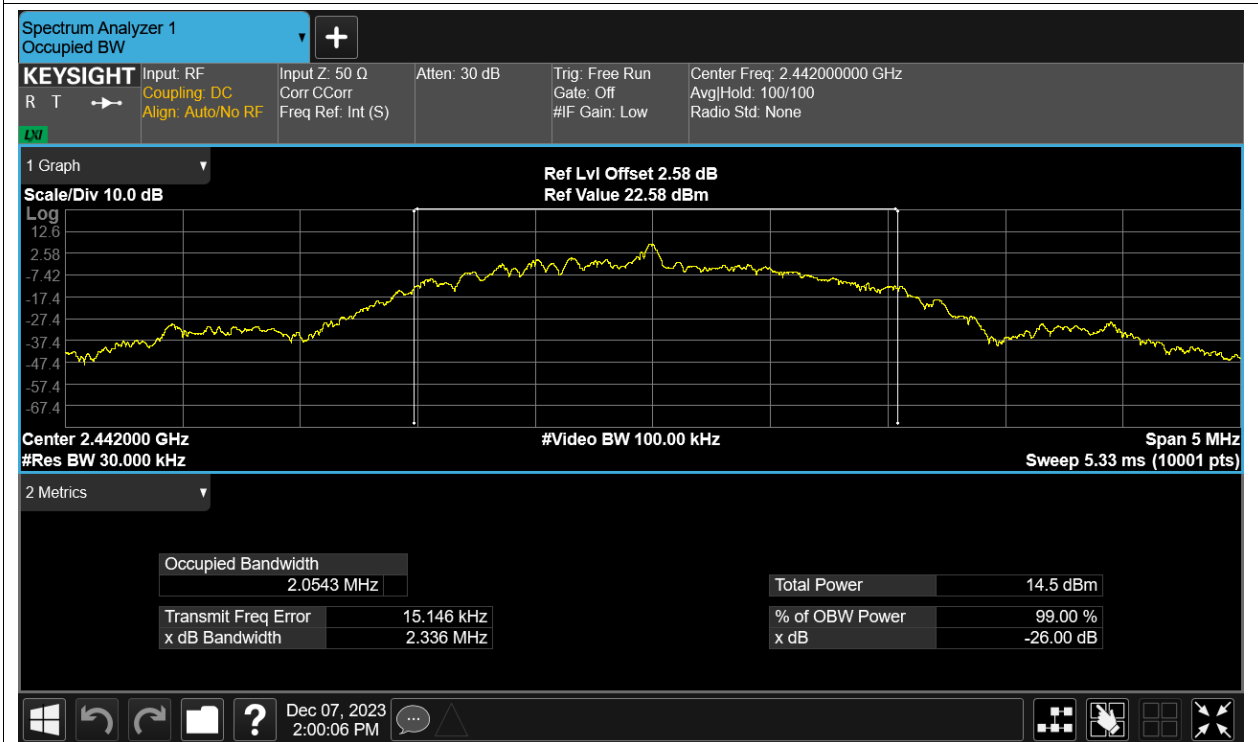 Spectrum Analyzer 1
Occupied BW
KEYSIGHT
R T
LXI
Input: RF
Coupling: DC
Align: Auto/No RF
Input Z: 50 Ω
Corr CCorr
Freq Ref: Int (S)
Atten: 30 dB
Trig: Free Run
Gate: Off
#IF Gain: Low
Center Freq: 2.442000000 GHz
Avg|Hold: 100/100
Radio Std: None
1 Graph
Scale/Div 10.0 dB
Ref Lvl Offset 2.58 dB
Ref Value 22.58 dBm
Log
12.6
2.58
-7.42
-17.4
-27.4
-37.4
-47.4
-57.4
-67.4
Center 2.442000 GHz
#Video BW 100.00 kHz
Span 5 MHz
#Res BW 30.000 kHz
Sweep 5.33 ms (10001 pts)
2 Metrics
Occupied Bandwidth
2.0543 MHz
Total Power 14.5 dBm
Transmit Freq Error 15.146 kHz
% of OBW Power 99.00 %
x dB Bandwidth 2.336 MHz
x dB -26.00 dB
?
Dec 07, 2023
2:00:06 PM